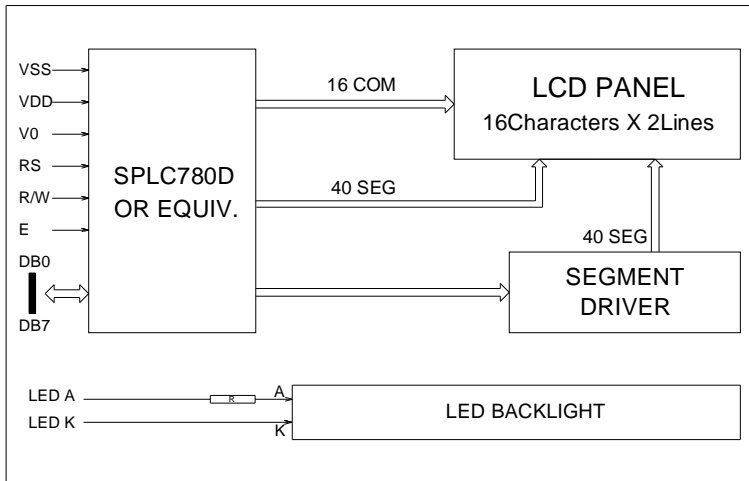 VSS
VDD
V0
RS
R/W
E
DB0
DB7
SPLC780D
OR EQUIV.
16 COM
40 SEG
LCD PANEL
16Characters X 2Lines
40 SEG
SEGMENT
DRIVER
LED A
R
A
LED K
K
LED BACKLIGHT